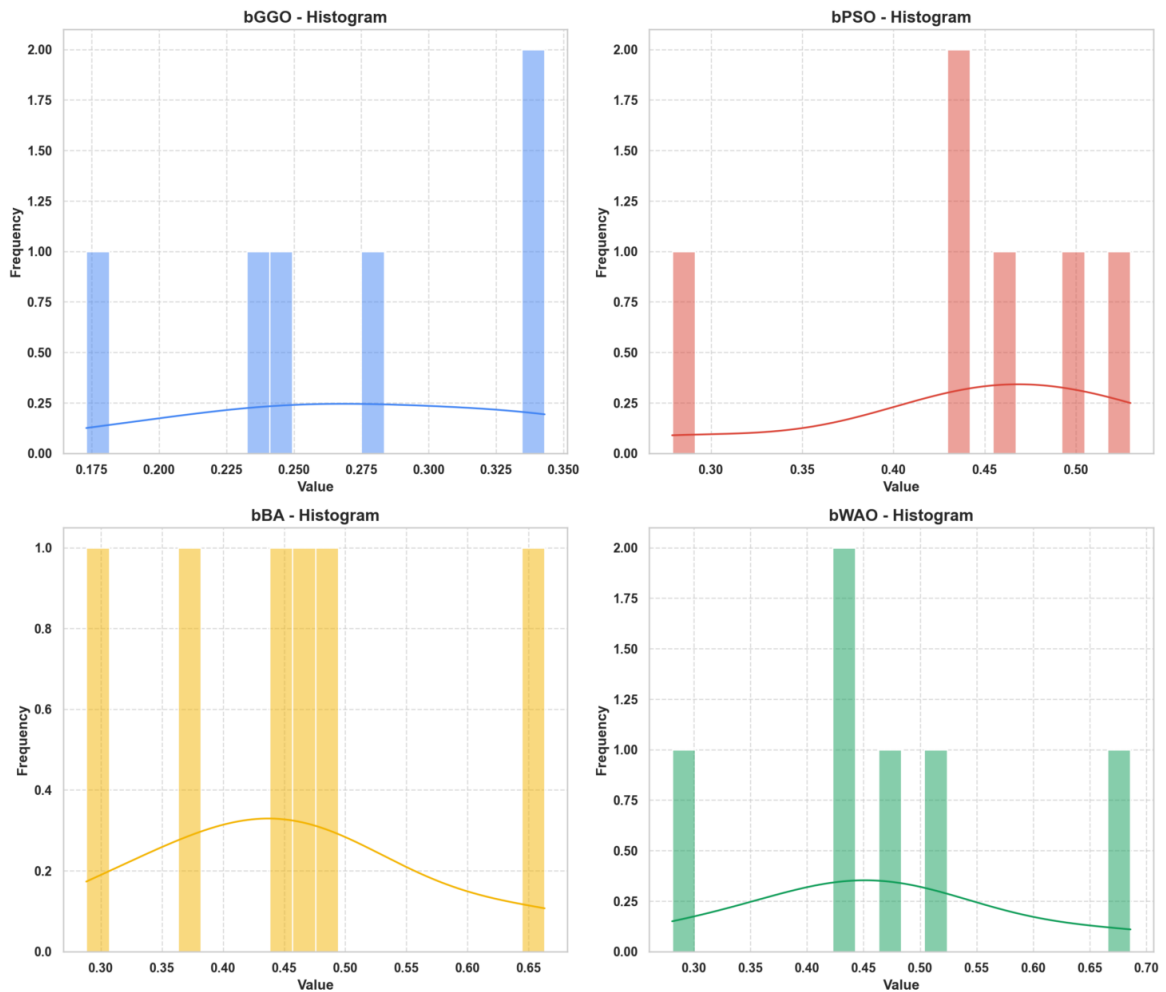 bGGO - Histogram
Frequency
2.00
1.75
1.50
1.25
1.00
0.75
0.50
0.25
0.00
0.175 0.200 0.225 0.250 0.275 0.300 0.325 0.350
Value
bPSO - Histogram
Frequency
2.00
1.75
1.50
1.25
1.00
0.75
0.50
0.25
0.00
0.30 0.35 0.40 0.45 0.50
Value
bBA - Histogram
Frequency
1.0
0.8
0.6
0.4
0.2
0.0
0.30 0.35 0.40 0.45 0.50 0.55 0.60 0.65
Value
bWAO - Histogram
Frequency
2.00
1.75
1.50
1.25
1.00
0.75
0.50
0.25
0.00
0.30 0.35 0.40 0.45 0.50 0.55 0.60 0.65 0.70
Value